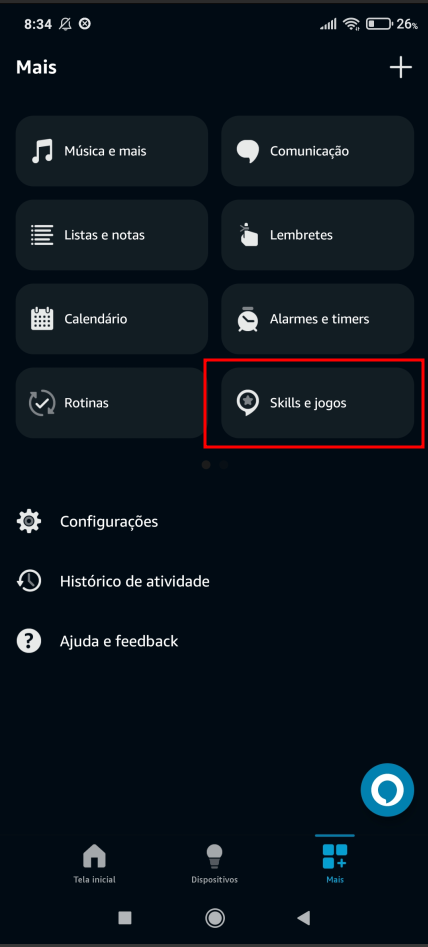 8:34 26%
Mais
Música e mais Comunicação
Listas e notas Lembretes
Calendário Alarmes e timers
Rotinas Skills e jogos
Configurações
Histórico de atividade
? Ajuda e feedback
Tela inicial Dispositivos Mais